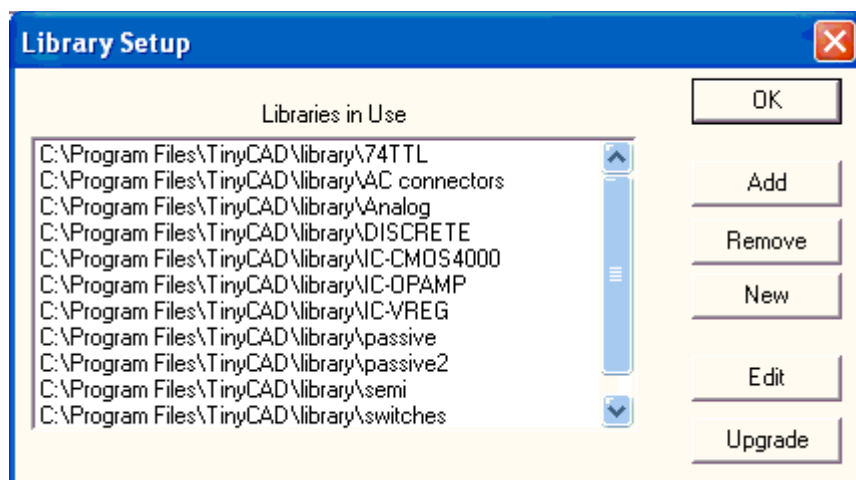 Library Setup
Libraries in Use
C:\Program Files\TinyCAD\library\74TTL
C:\Program Files\TinyCAD\library\AC connectors
C:\Program Files\TinyCAD\library\Analog
C:\Program Files\TinyCAD\library\DISCRETE
C:\Program Files\TinyCAD\library\IC-CMOS4000
C:\Program Files\TinyCAD\library\IC-OPAMP
C:\Program Files\TinyCAD\library\IC-VREG
C:\Program Files\TinyCAD\library\passive
C:\Program Files\TinyCAD\library\passive2
C:\Program Files\TinyCAD\library\semi
C:\Program Files\TinyCAD\library\switches
OK
Add
Remove
New
Edit
Upgrade